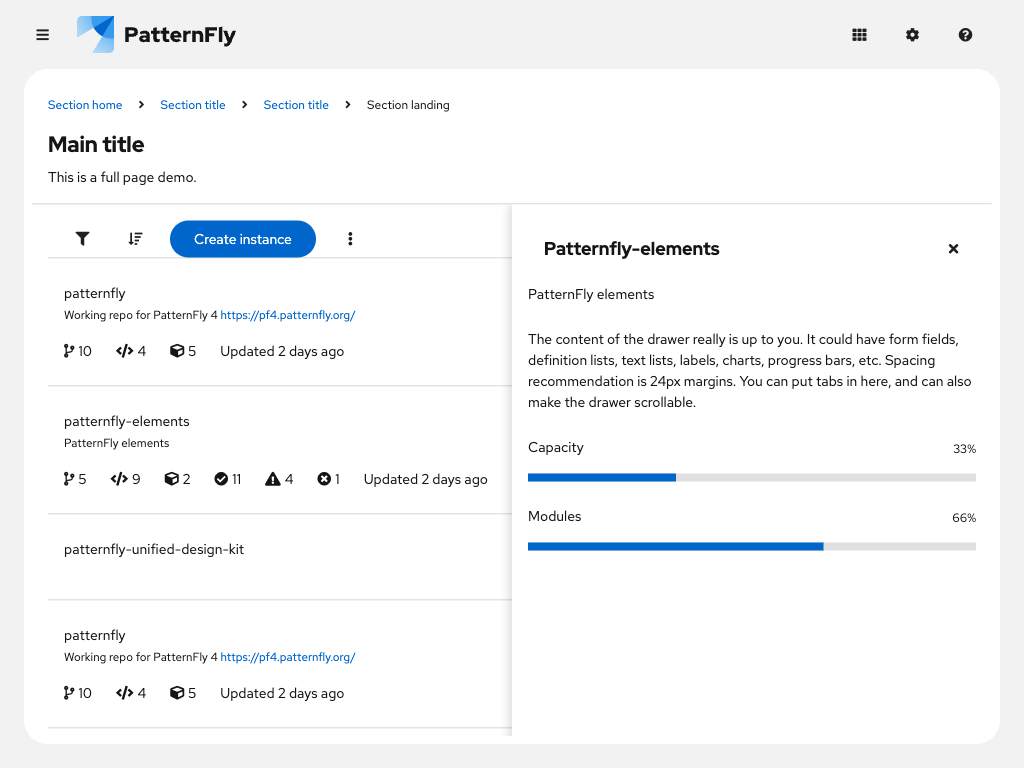 PatternFly
Section home Section title Section title Section landing
Main title
This is a full page demo.
Create instance
patternfly
Working repo for PatternFly 4 https://pf4.patternfly.org/
10 4 5 Updated 2 days ago
patternfly-elements
PatternFly elements
5 9 2 11 4 1 Updated 2 days ago
patternfly-unified-design-kit
patternfly
Working repo for PatternFly 4 https://pf4.patternfly.org/
10 4 5 Updated 2 days ago
Patternfly-elements
PatternFly elements
The content of the drawer really is up to you. It could have form fields,
definition lists, text lists, labels, charts, progress bars, etc. Spacing
recommendation is 24px margins. You can put tabs in here, and can also
make the drawer scrollable.
Capacity 33%
Modules 66%